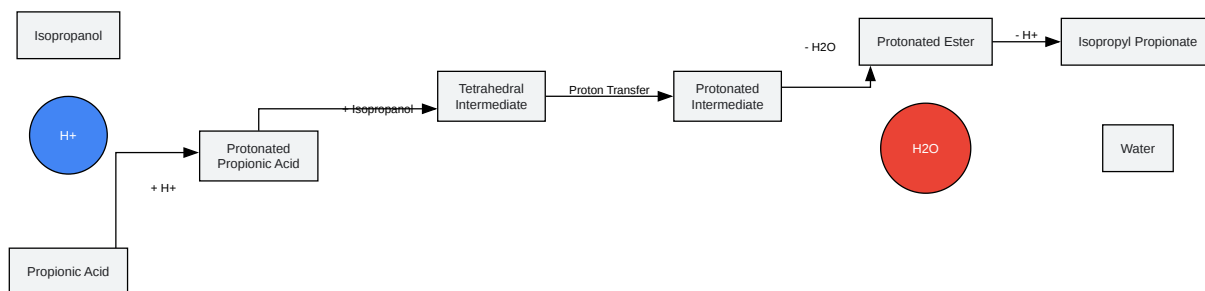 Isopropanol
H+
Propionic Acid
+ H+
Protonated
Propionic Acid
+ Isopropanol
Tetrahedral
Intermediate
Proton Transfer
Protonated
Intermediate
- H2O
Protonated Ester
- H+
Isopropyl Propionate
H2O
Water